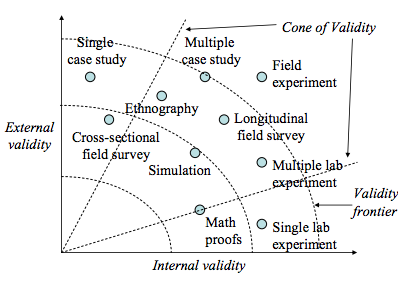 Cone of Validity
Single
case study
Multiple
case study
Field
experiment
Ethnography
Longitudinal
field survey
External
validity
Cross-sectional
field survey
Simulation
Multiple lab
experiment
Validity
frontier
Math
proofs
Single lab
experiment
Internal validity